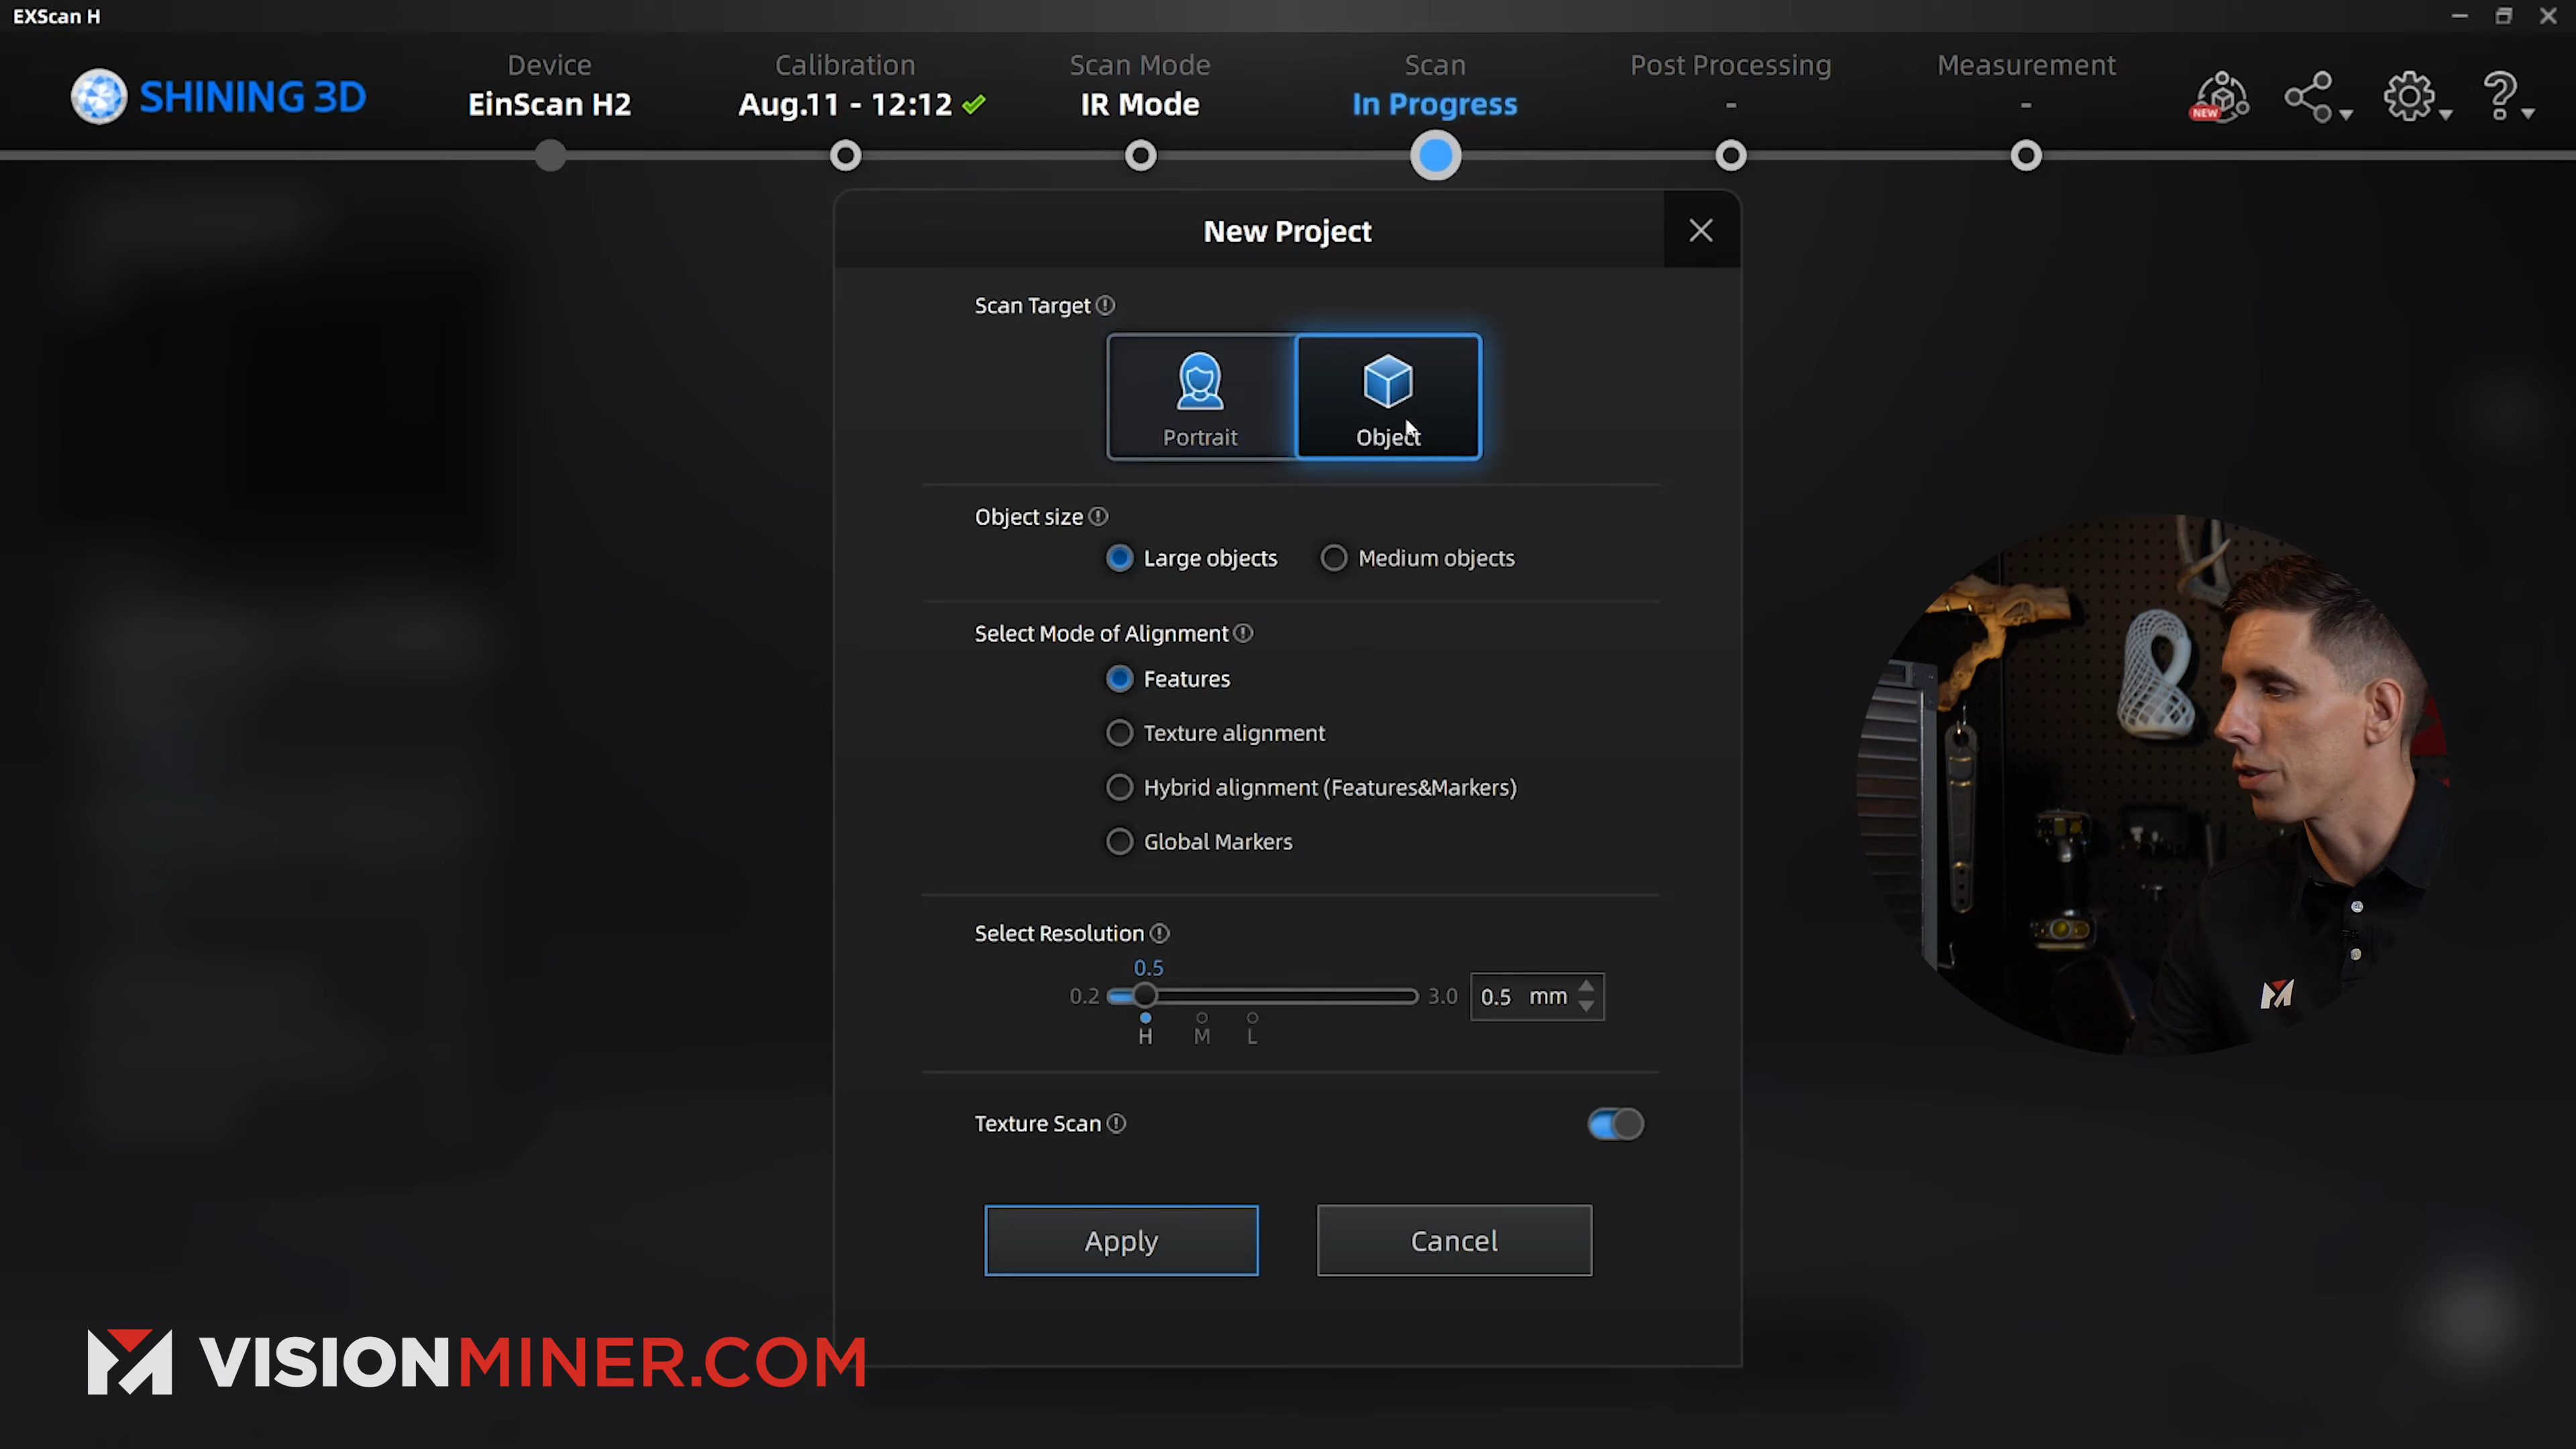 EXScan H
SHINING 3D
Device
EinScan H2
Calibration
Aug.11 - 12:12
Scan Mode
IR Mode
Scan
In Progress
Post Processing
-
Measurement
-
NEW
New Project
Scan Target
Portrait
Object
Object size
Large objects
Medium objects
Select Mode of Alignment
Features
Texture alignment
Hybrid alignment (Features&Markers)
Global Markers
Select Resolution
0.5
0.2
3.0
0.5 mm
H
M
L
Texture Scan
Apply
Cancel
VISIONMINER.COM